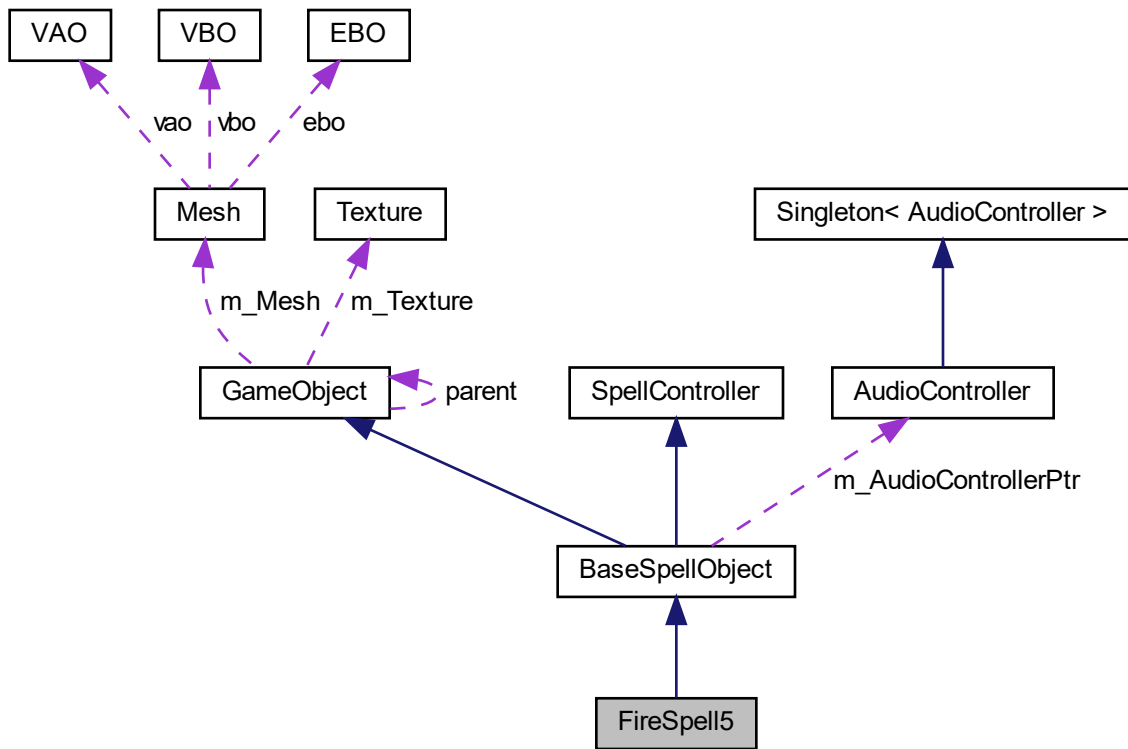 VAO
VBO
EBO
vao
vbo
ebo
Mesh
Texture
Singleton< AudioController >
m_Mesh
m_Texture
GameObject
parent
SpellController
AudioController
m_AudioControllerPtr
BaseSpellObject
FireSpell5